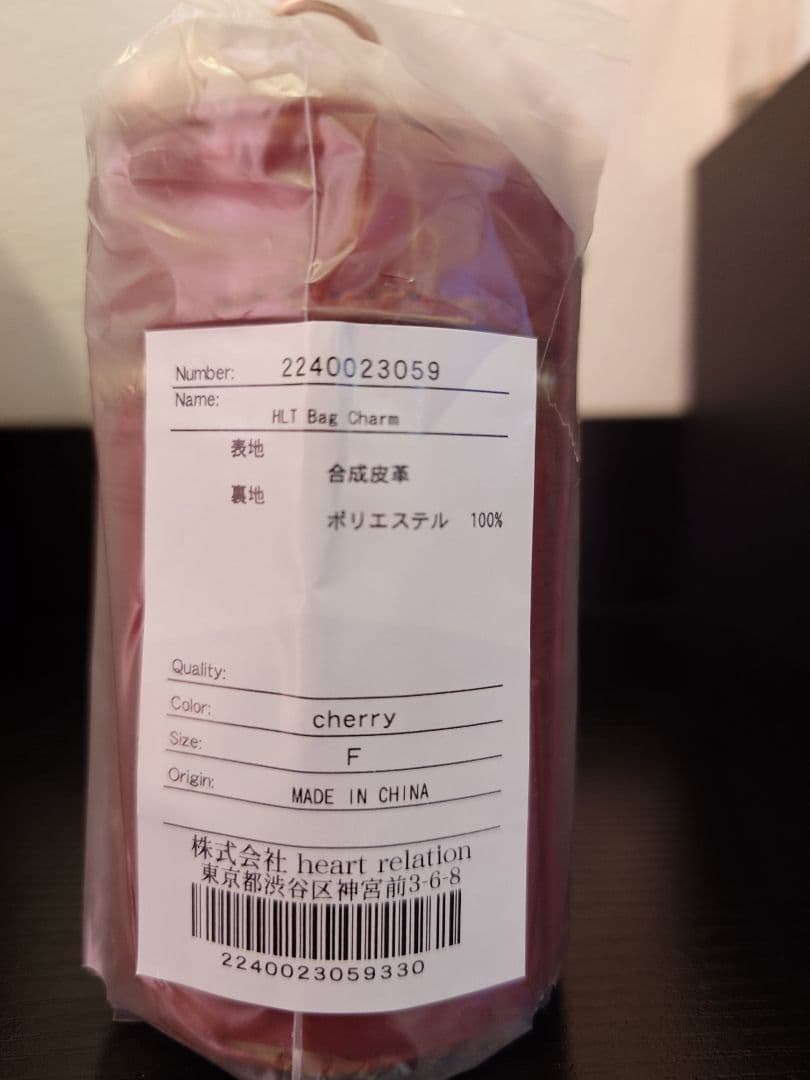 Number: 2240023059
Name:
HLT Bag Charm
表地
合成皮革
裏地
ポリエステル 100%
Quality:
Color: cherry
Size: F
Origin: MADE IN CHINA
株式会社 heart relation
東京都渋谷区神宮前3-6-8
2240023059330